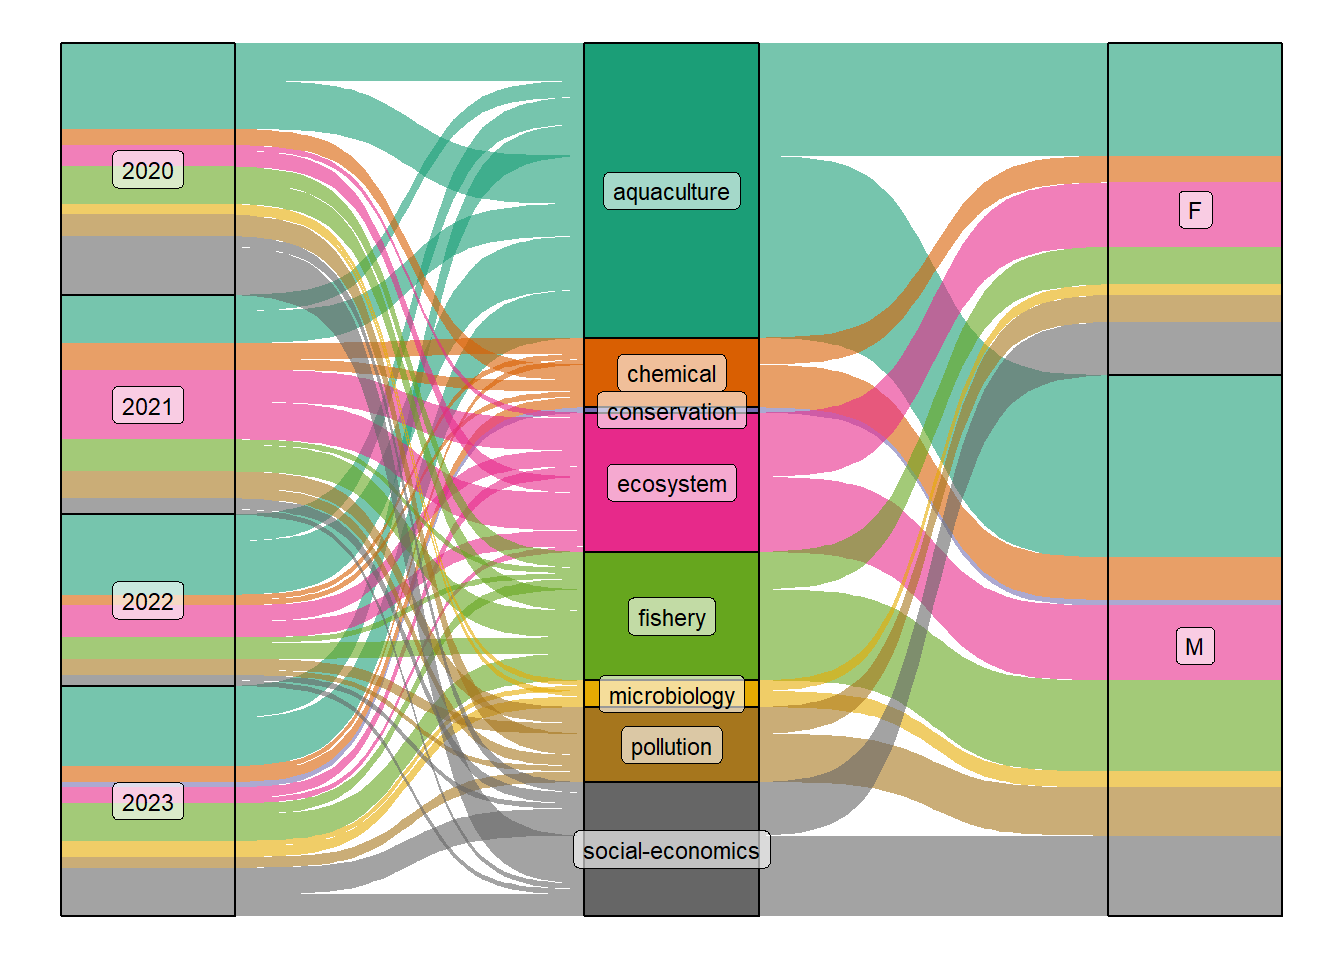 2020
2021
2022
2023
aquaculture
chemical
conservation
ecosystem
fishery
microbiology
pollution
social-economics
F
M